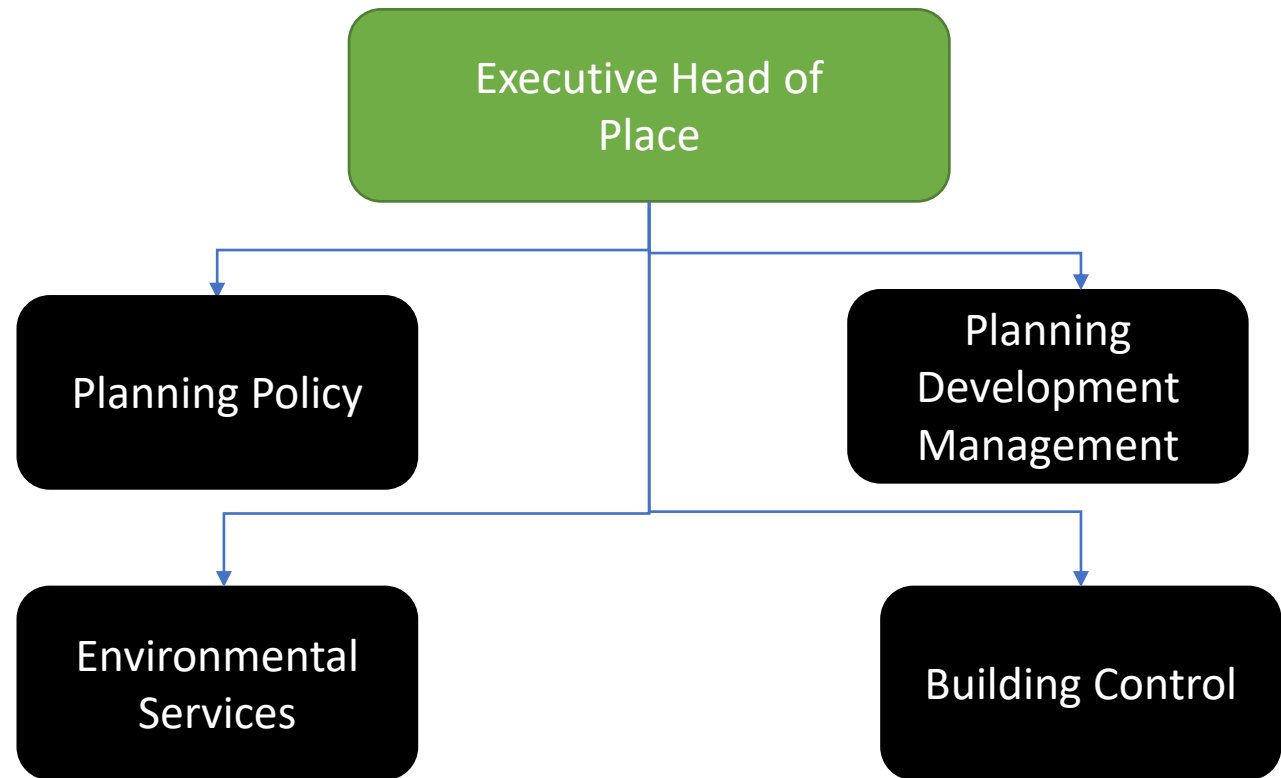 Executive Head of
Place
Planning Policy
Planning
Development
Management
Environmental
Services
Building Control